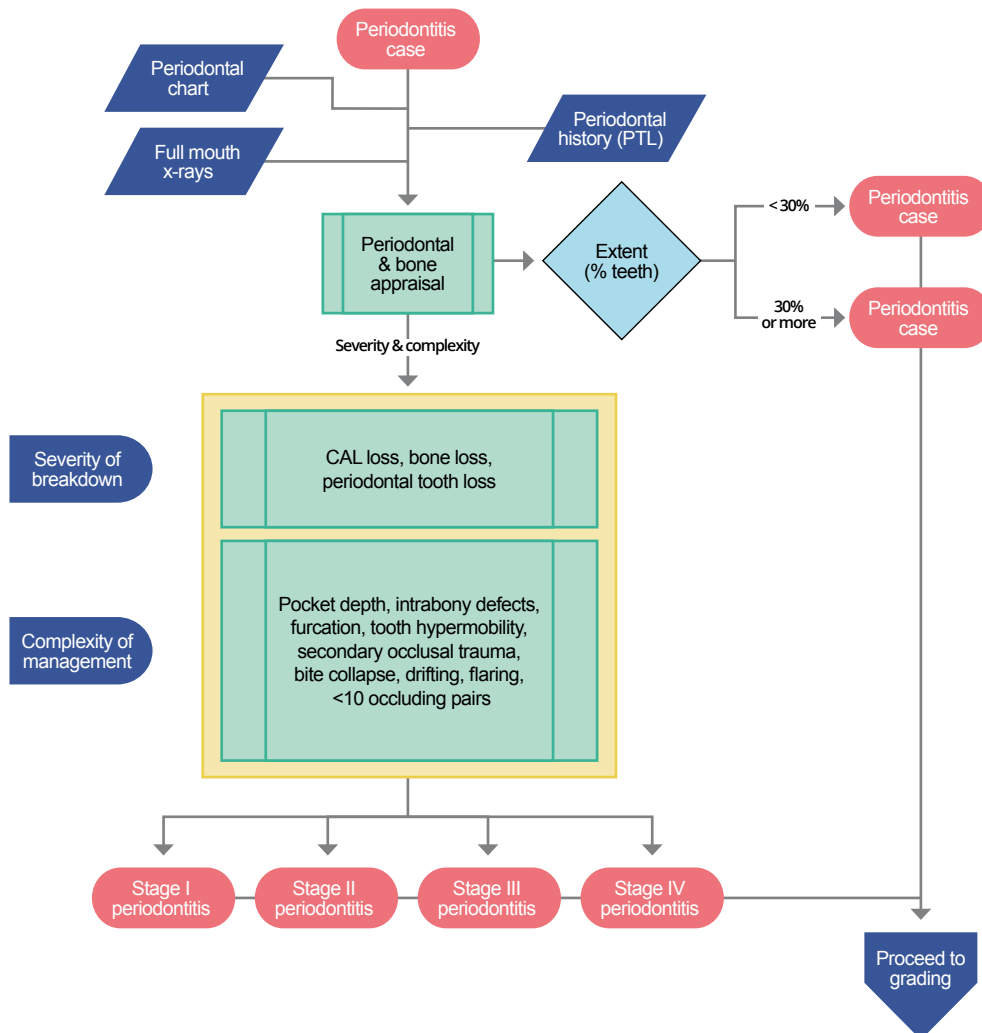 Periodontitis
case
Periodontal
chart
Periodontal
history (PTL)
Full mouth
x-rays
Periodontal
& bone
appraisal
Extent
(% teeth)
< 30%
Periodontitis
case
30%
or more
Periodontitis
case
Severity & complexity
Severity of
breakdown
CAL loss, bone loss,
periodontal tooth loss
Complexity of
management
Pocket depth, intrabony defects,
furcation, tooth hypermobility,
secondary occlusal trauma,
bite collapse, drifting, flaring,
<10 occluding pairs
Stage I
periodontitis
Stage II
periodontitis
Stage III
periodontitis
Stage IV
periodontitis
Proceed to
grading